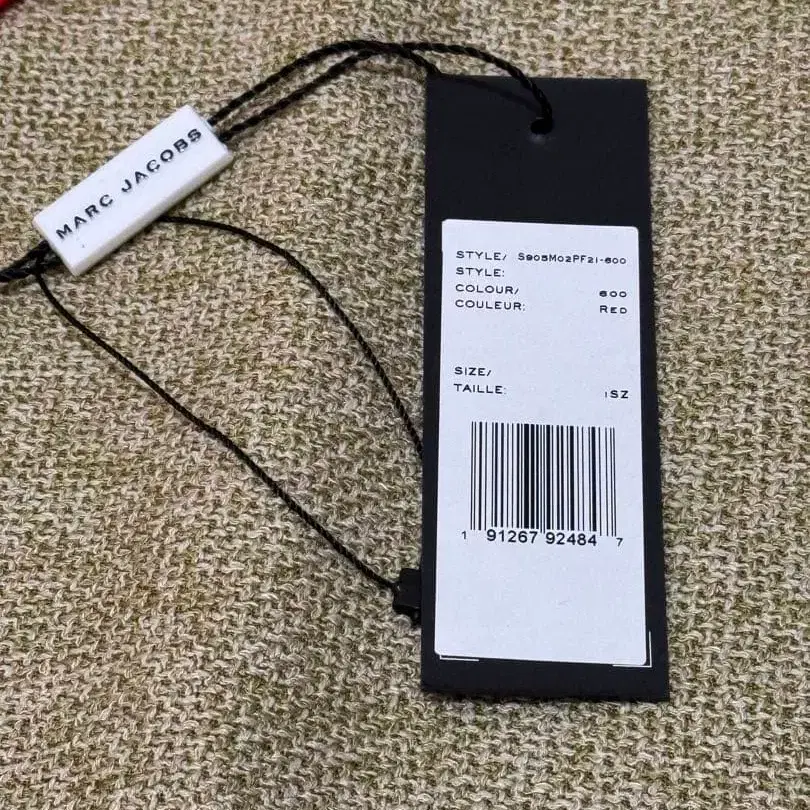 MARC JACOBS
STYLE/ S905M02PF21-600
STYLE:
COLOUR/ 600
COULEUR: RED
SIZE/
TAILLE: 1SZ
1 91267 92484 7